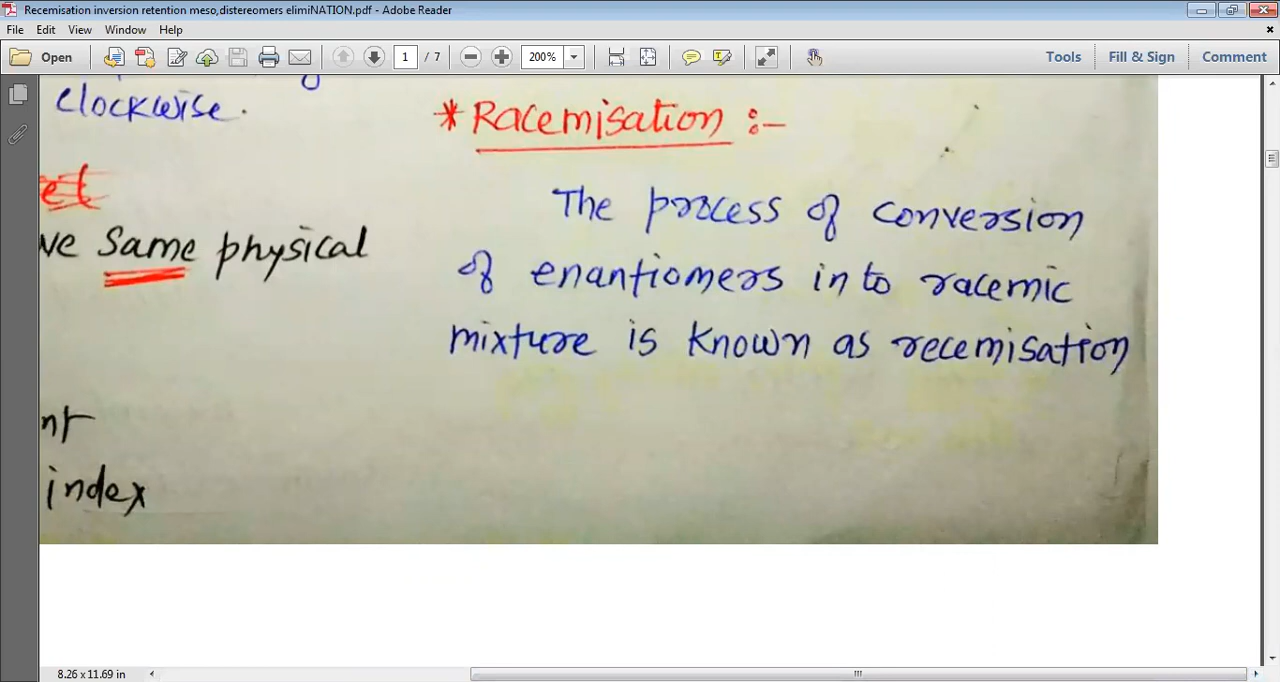 Recemisation inversion retention meso,distereomers elimiNATION.pdf - Adobe Reader
File Edit View Window Help
Open 1 / 7 200% Tools Fill & Sign Comment
clockwise.
et
ve Same physical
nt
index
* Racemisation :-
The process of conversion
of enantiomers in to racemic
mixture is known as recemisation
8.26 x 11.69 in